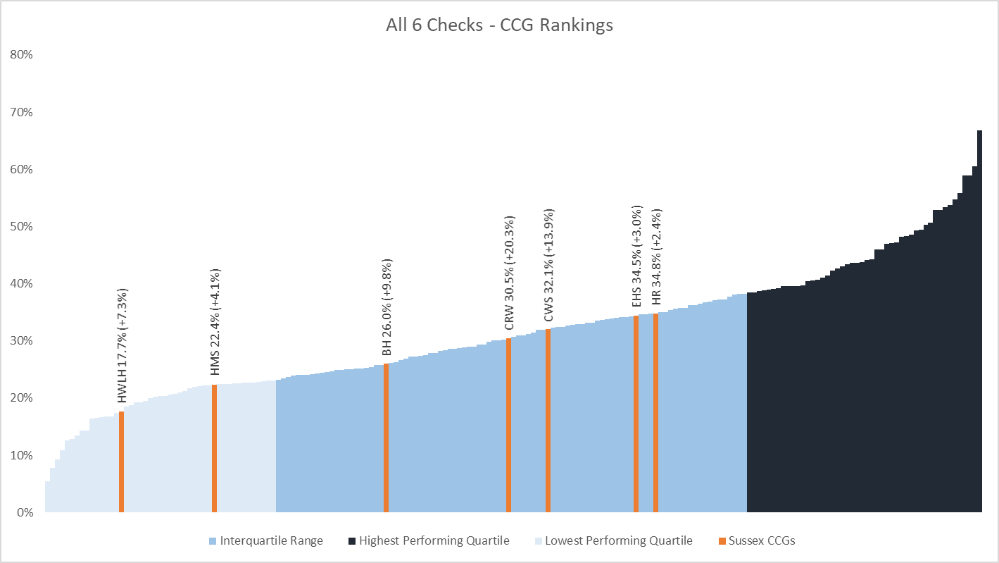 All 6 Checks - CCG Rankings
80%
70%
60%
50%
40%
30%
20%
10%
0%
HWLH 17.7% (+7.3%)
HMS 22.4% (+4.1%)
BH 26.0% (+9.8%)
CRW 30.5% (+20.3%)
CWS 32.1% (+13.9%)
EHS 34.5% (+3.0%)
HR 34.8% (+2.4%)
Interquartile Range
Highest Performing Quartile
Lowest Performing Quartile
Sussex CCGs